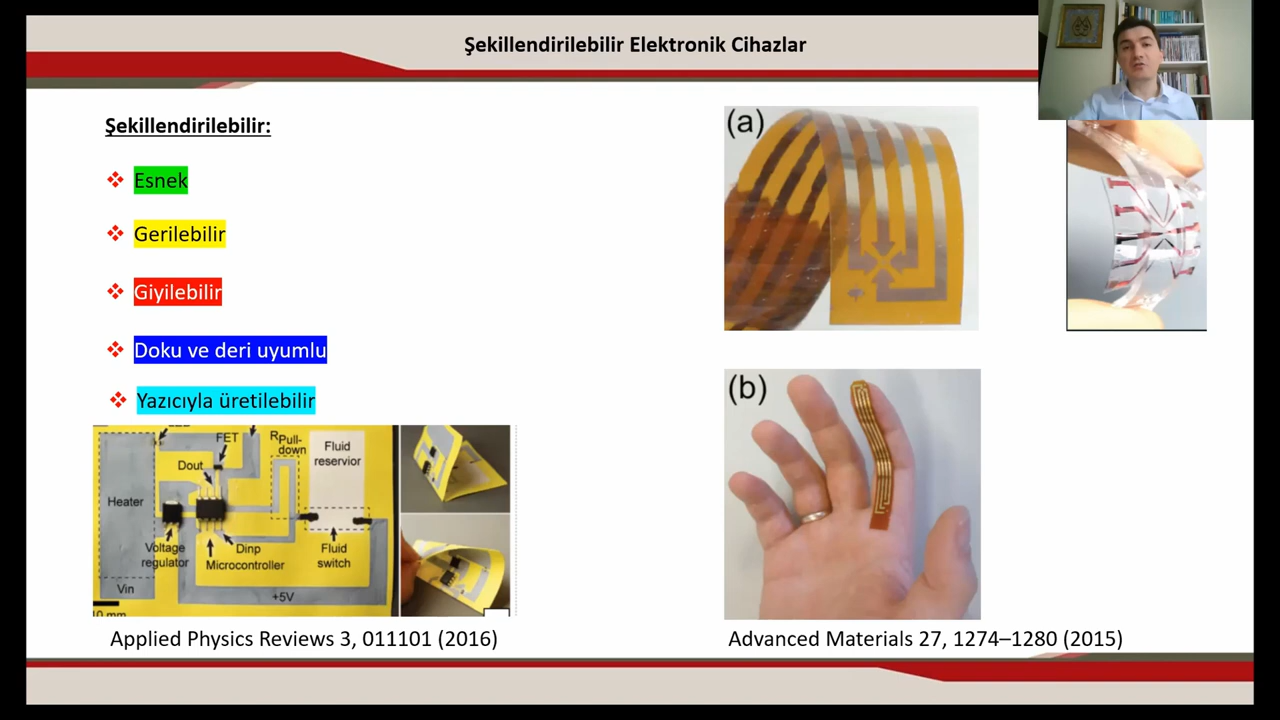 Şekillendirilebilir Elektronik Cihazlar
Şekillendirilebilir:
Esnek
Gerilebilir
Giyilebilir
Doku ve deri uyumlu
Yazıcıyla üretilebilir
(a)
(b)
FET
RPull-down
Fluid reservior
Dout
Heater
Voltage regulator
Dinp
Microcontroller
Fluid switch
Vin
+5V
Applied Physics Reviews 3, 011101 (2016)
Advanced Materials 27, 1274–1280 (2015)